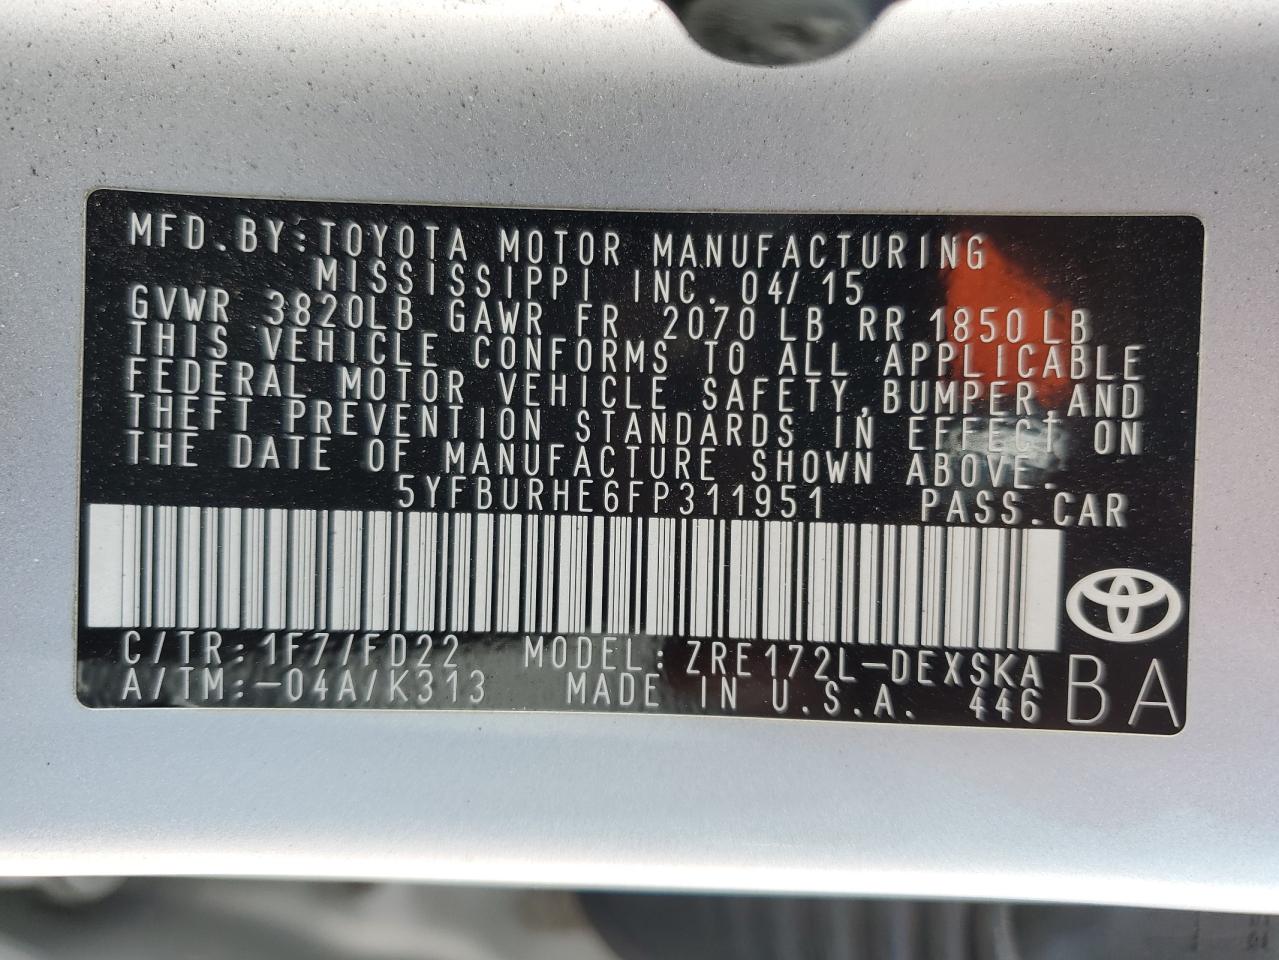 MFD.BY:TOYOTA MOTOR MANUFACTURING
MISSISSIPPI INC. 04/15
GVWR 3820LB GAWR FR 2070 LB RR 1850 LB
THIS VEHICLE CONFORMS TO ALL APPLICABLE
FEDERAL MOTOR VEHICLE SAFETY,BUMPER,AND
THEFT PREVENTION STANDARDS IN EFFECT ON
THE DATE OF MANUFACTURE SHOWN ABOVE.
5YFBURHE6FP311951 PASS.CAR
C/TR:1F7/FD22 MODEL:ZRE172L-DEXSKA
A/TM:-04A/K313 MADE IN U.S.A. 446
BA